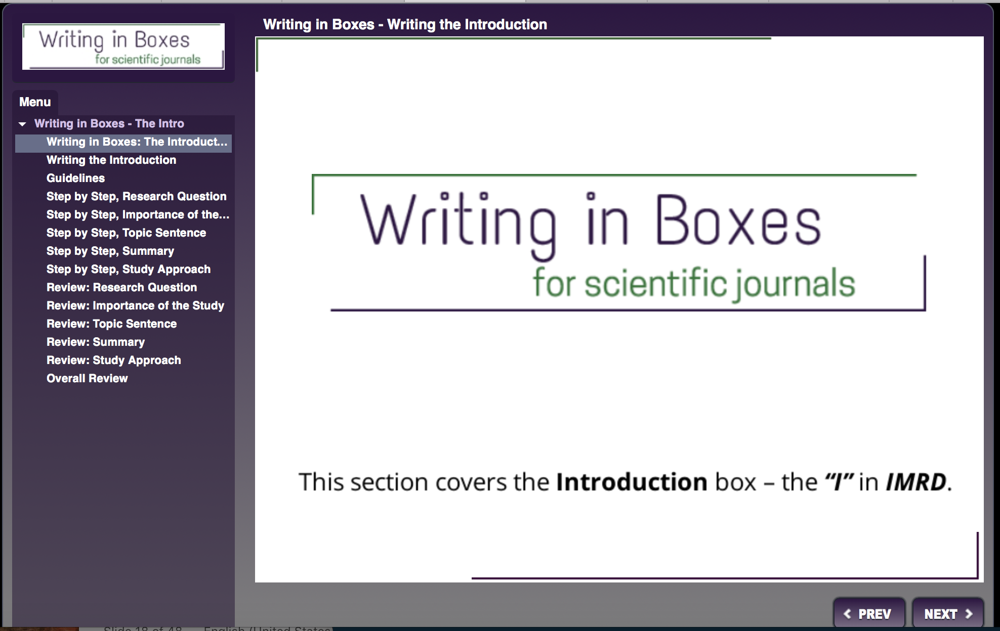 Writing in Boxes
for scientific journals
Menu
Writing in Boxes - The Intro
Writing in Boxes: The Introduct...
Writing the Introduction
Guidelines
Step by Step, Research Question
Step by Step, Importance of the...
Step by Step, Topic Sentence
Step by Step, Summary
Step by Step, Study Approach
Review: Research Question
Review: Importance of the Study
Review: Topic Sentence
Review: Summary
Review: Study Approach
Overall Review
Writing in Boxes - Writing the Introduction
Writing in Boxes
for scientific journals
This section covers the Introduction box – the “I” in IMRD.
PREV
NEXT
Slide 18 of 48 English (United States